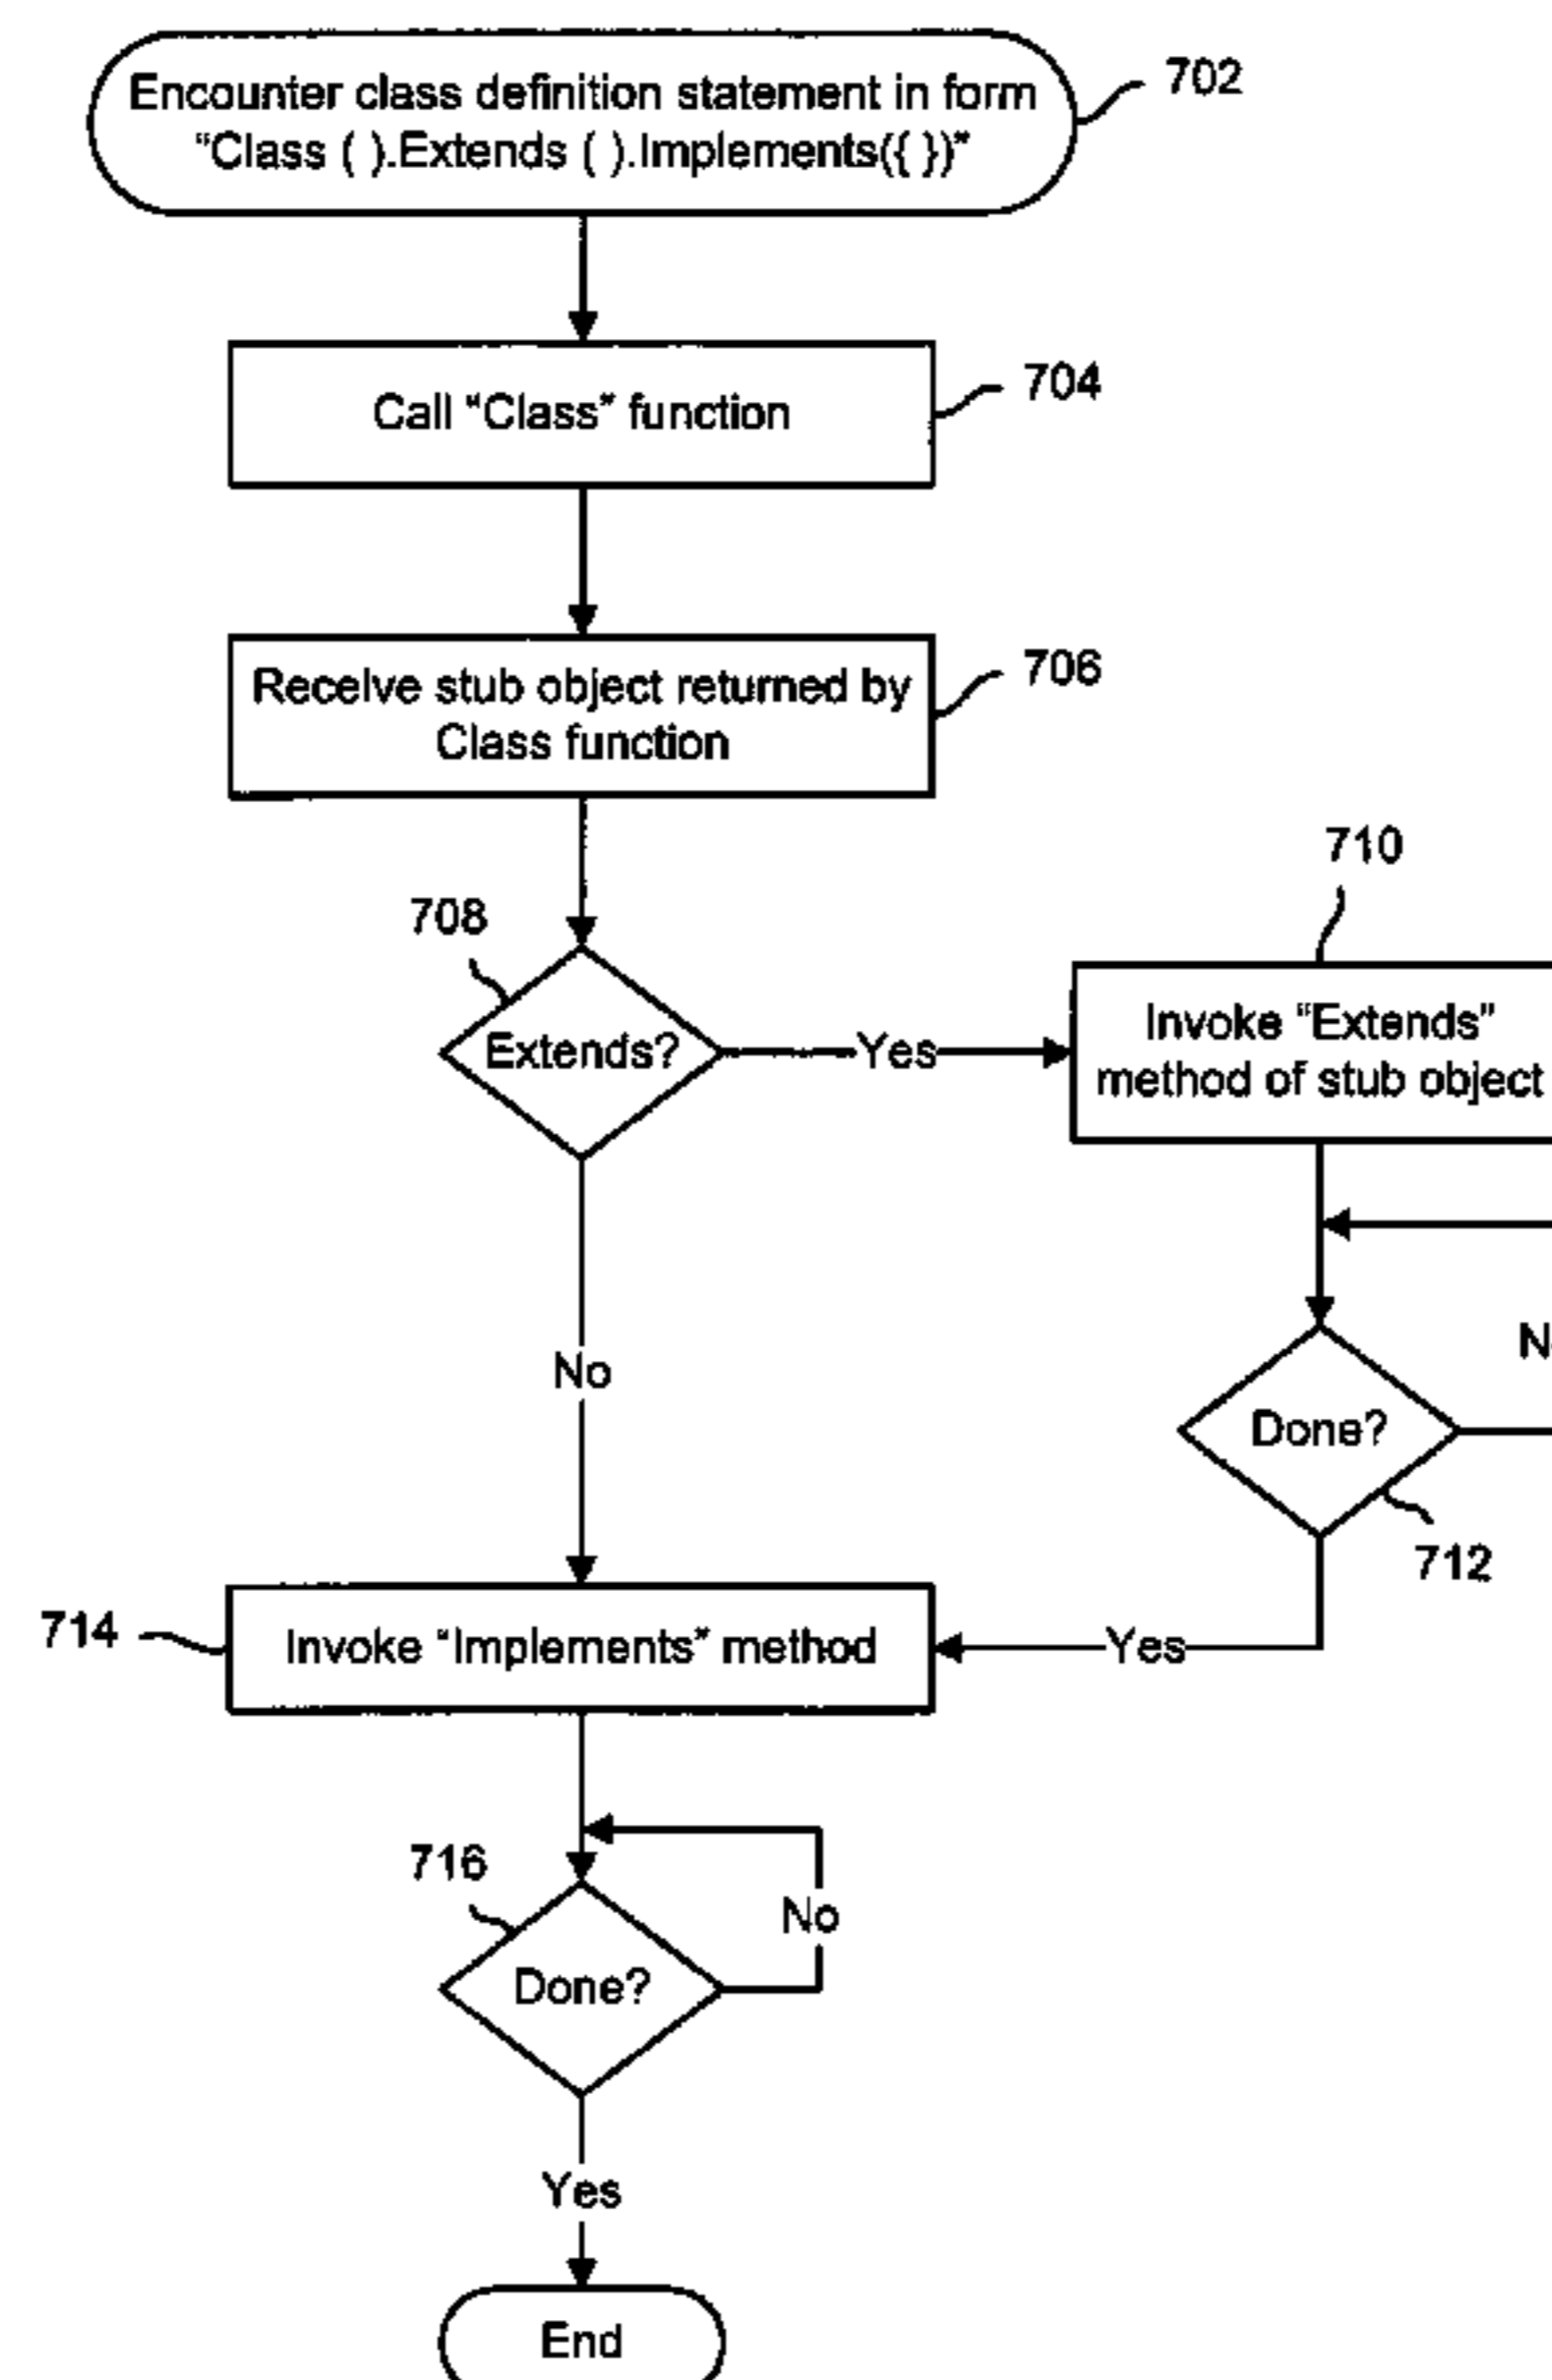 Encounter class definition statement in form
“Class ( ).Extends ( ).Implements({ })”
702
Call “Class” function
704
Receive stub object returned by
Class function
706
708
Extends?
Yes
710
Invoke “Extends”
method of stub object
No
Done?
712
714
Invoke “Implements” method
Yes
716
Done?
No
Yes
End